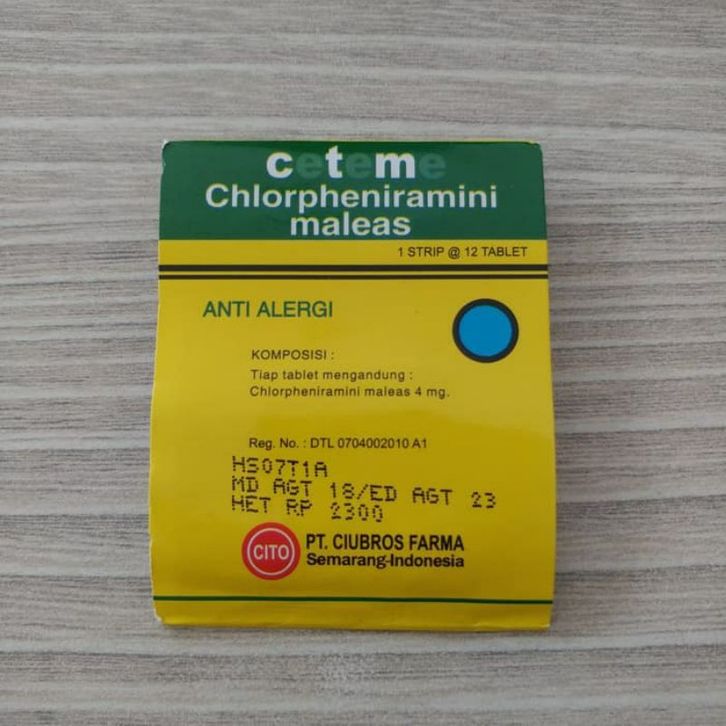 ceteme
Chlorpheniramini
maleas
1 STRIP @ 12 TABLET
ANTI ALERGI
KOMPOSISI :
Tiap tablet mengandung :
Chlorpheniramini maleas 4 mg.
Reg. No. : DTL 0704002010 A1
HS07T1A
MD AGT 18/ED AGT 23
HET RP 2300
CITO
PT. CIUBROS FARMA
Semarang-Indonesia